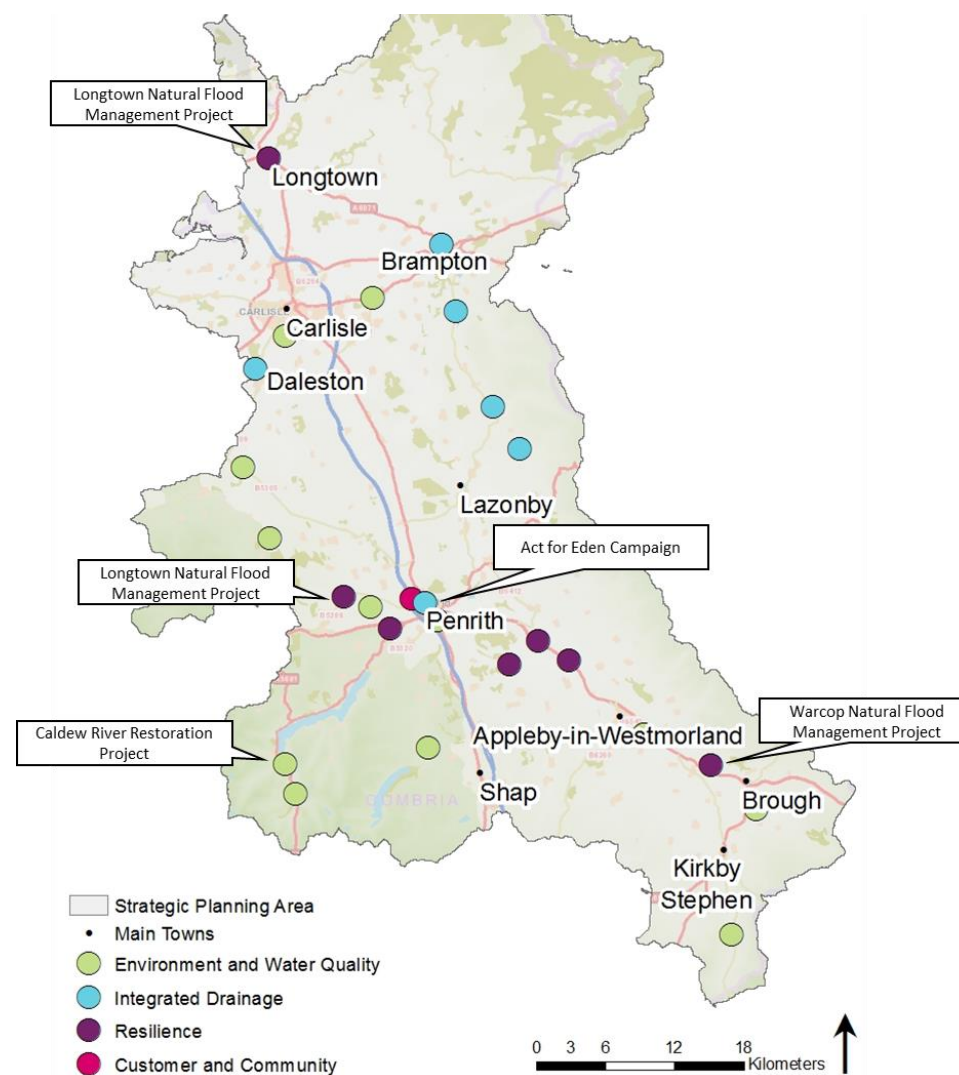 Longtown Natural Flood
Management Project
Longtown
A6071
Brampton
CARLISLE
Carlisle
Daleston
Lazonby
Act for Eden Campaign
Longtown Natural Flood
Management Project
Penrith
Caldew River Restoration
Project
Warcop Natural Flood
Management Project
Appleby-in-Westmorland
Shap
Brough
CUMBRIA
Kirkby
Stephen
Strategic Planning Area
Main Towns
Environment and Water Quality
Integrated Drainage
Resilience
Customer and Community
0 3 6 12 18
Kilometers